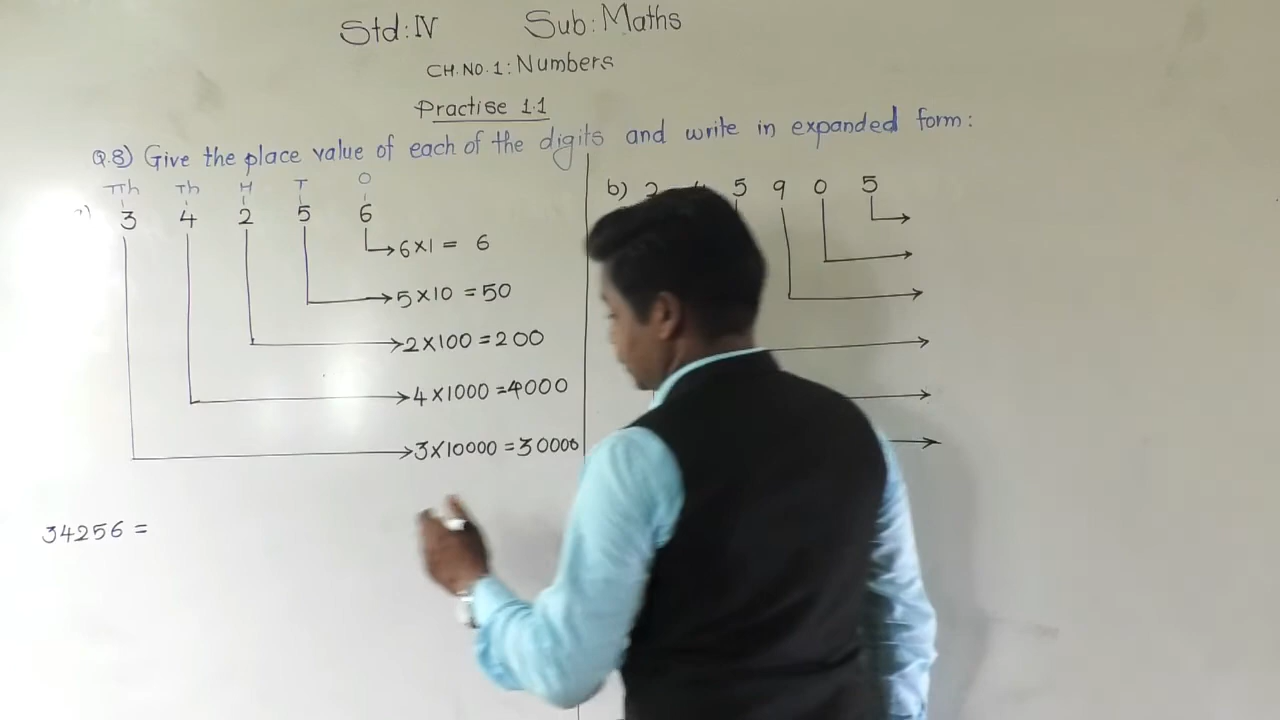 Std: IV Sub: Maths
CH. NO. 1: Numbers
Practise 1.1
Q.8) Give the place value of each of the digits and write in expanded form:
TTh Th H T O
3 4 2 5 6
6×1 = 6
5×10 = 50
2×100 = 200
4×1000 = 4000
3×10000 = 30000
34256 =
b) 2 4 5 9 0 5